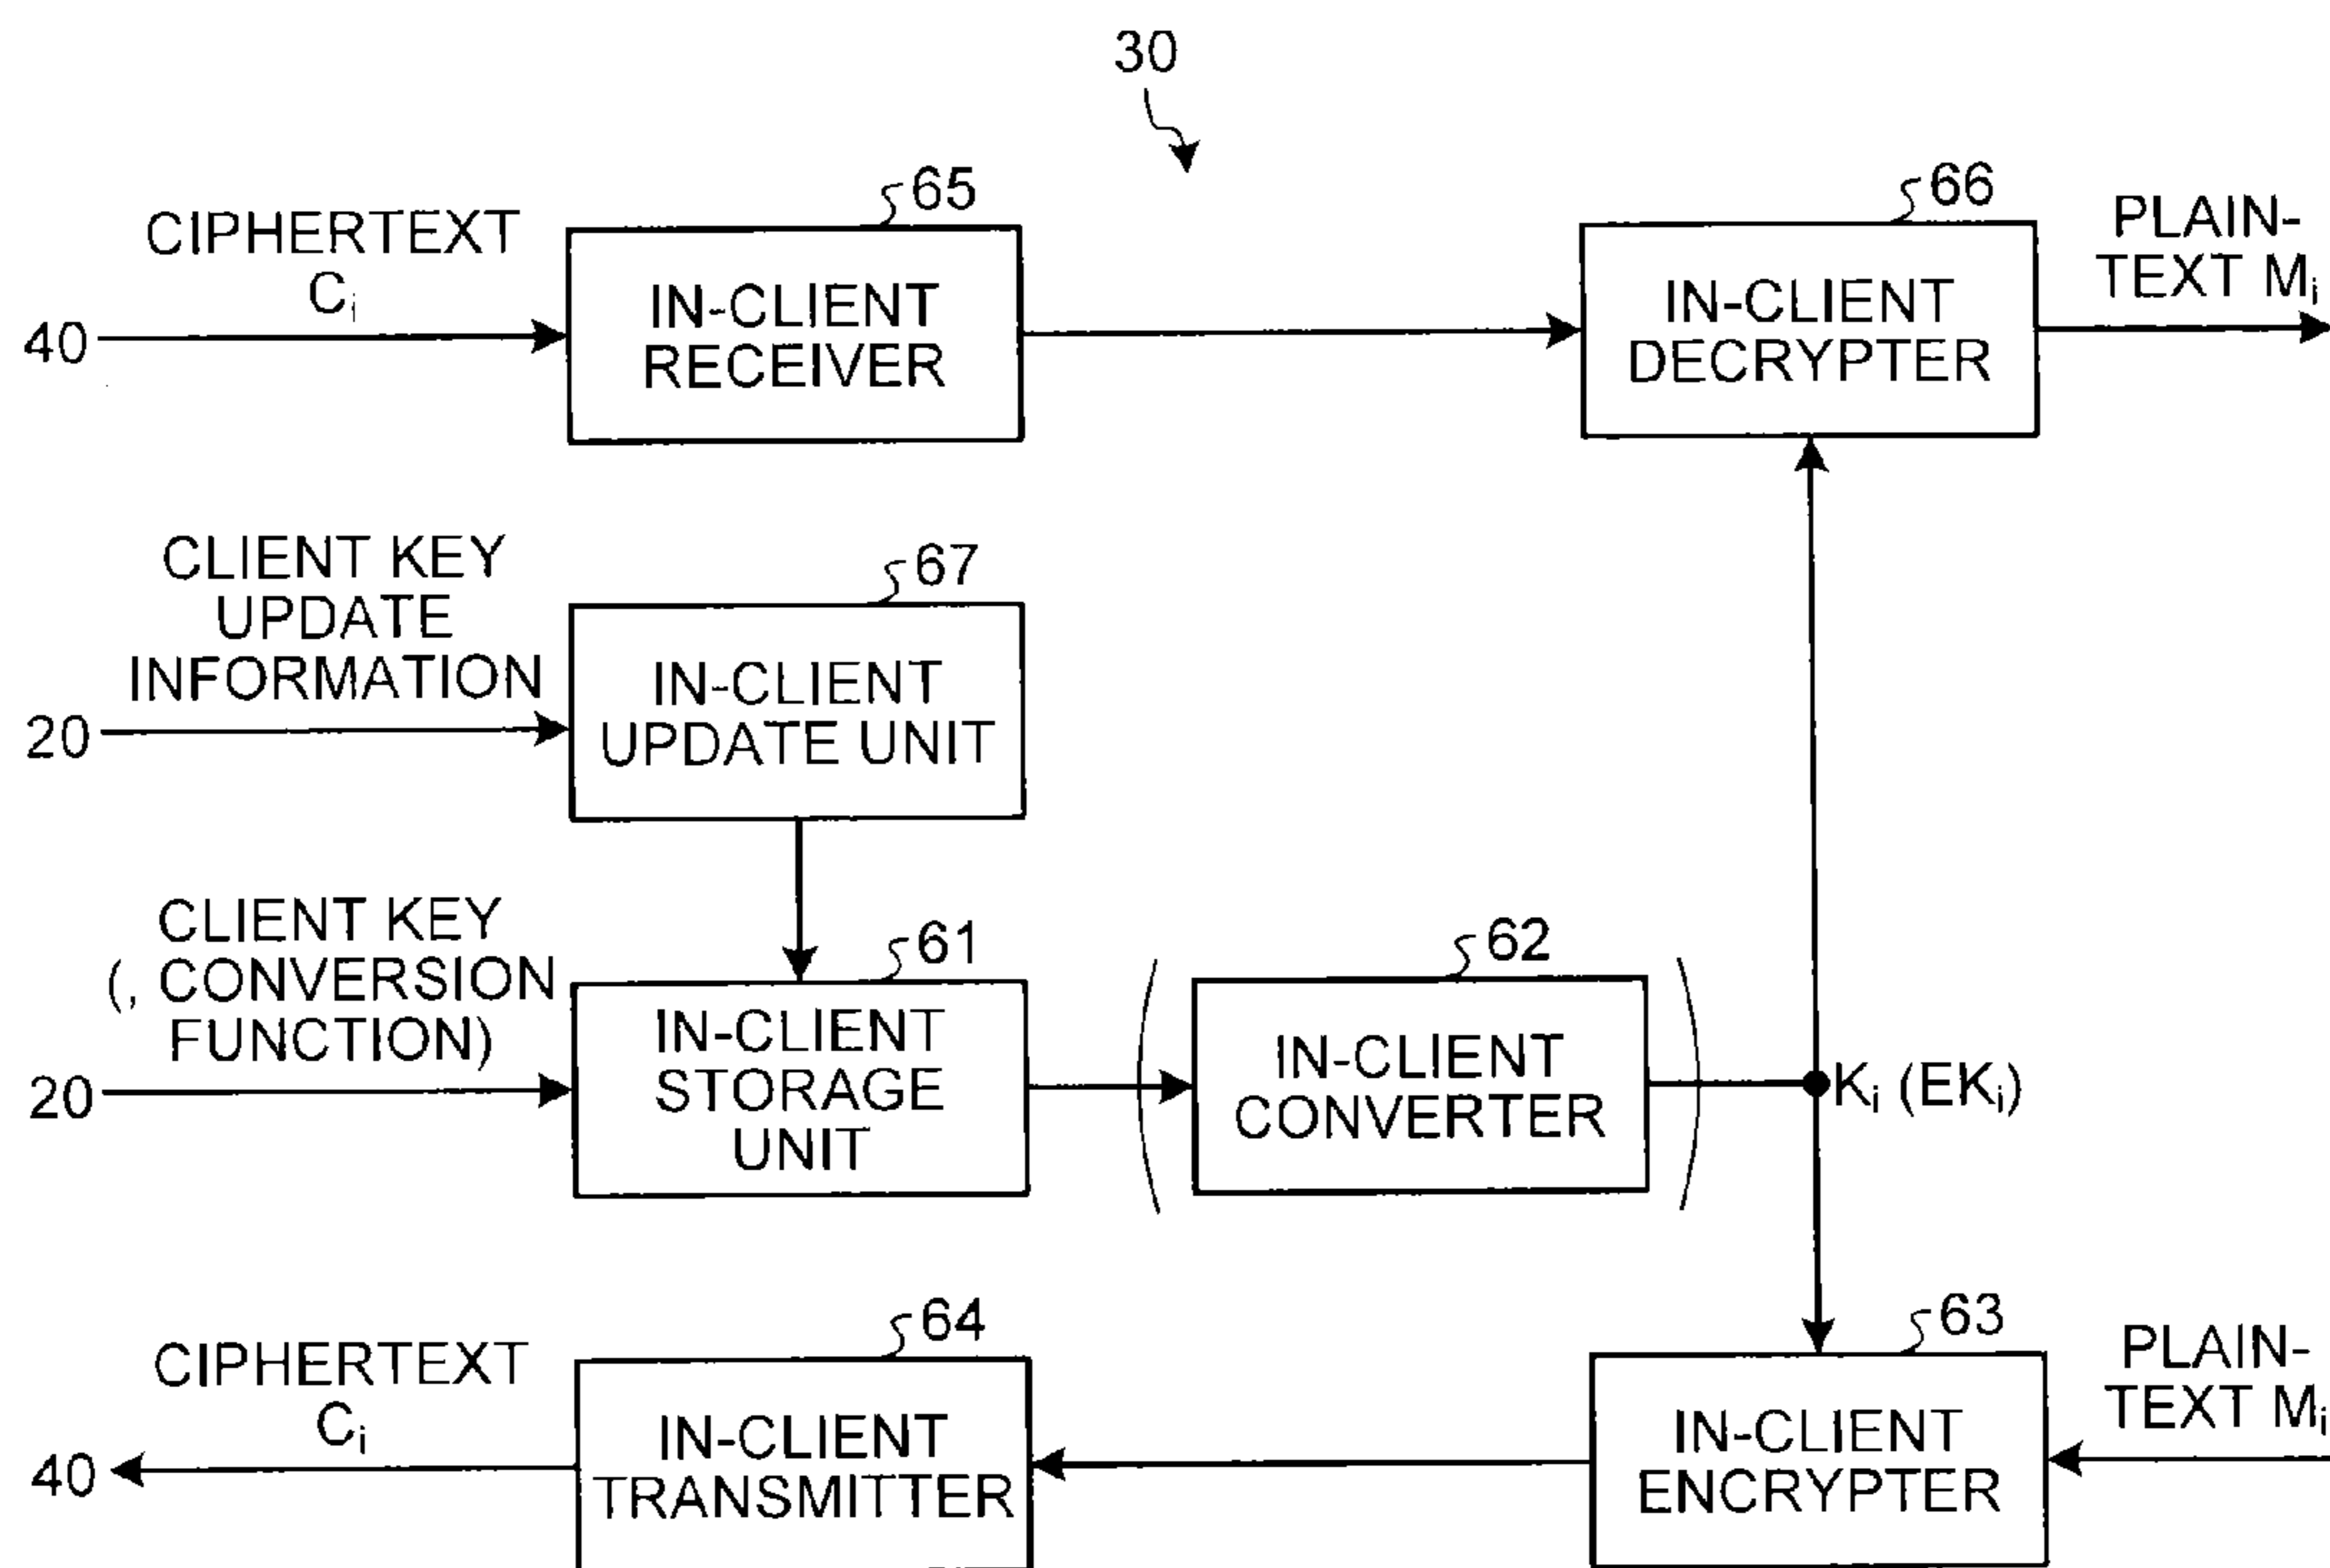 30
65
66
CIPHERTEXT
Ci
40
IN-CLIENT
RECEIVER
IN-CLIENT
DECRYPTER
PLAIN-
TEXT Mi
CLIENT KEY
UPDATE
INFORMATION
20
67
IN-CLIENT
UPDATE UNIT
CLIENT KEY
(, CONVERSION
FUNCTION)
20
61
IN-CLIENT
STORAGE
UNIT
62
IN-CLIENT
CONVERTER
Ki (EKi)
64
63
CIPHERTEXT
Ci
40
IN-CLIENT
TRANSMITTER
IN-CLIENT
ENCRYPTER
PLAIN-
TEXT Mi